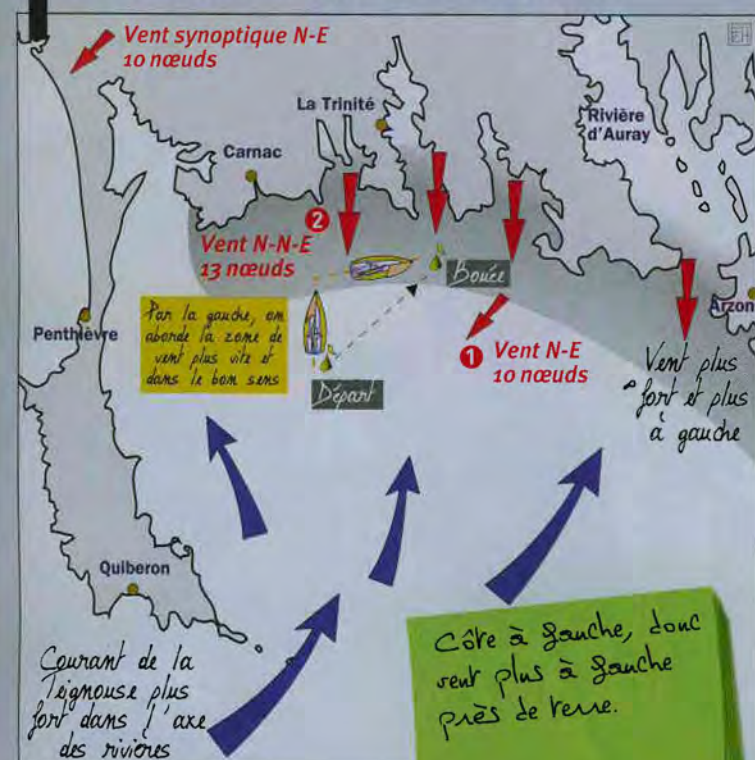 Vent synoptique N-E
10 nœuds
La Trinité
Rivière
d'Auray
Carnac
2
Vent N-N-E
13 nœuds
Bouée
Arzon
Par la gauche, on
aborde la zone de
vent plus vite et
dans le bon sens
Penthièvre
Départ
1 Vent N-E
10 nœuds
Vent plus
fort et plus
à gauche
Quiberon
Courant de la
Teignouse plus
fort dans l'axe
des rivières
Côte à gauche, donc
vent plus à gauche
près de terre.